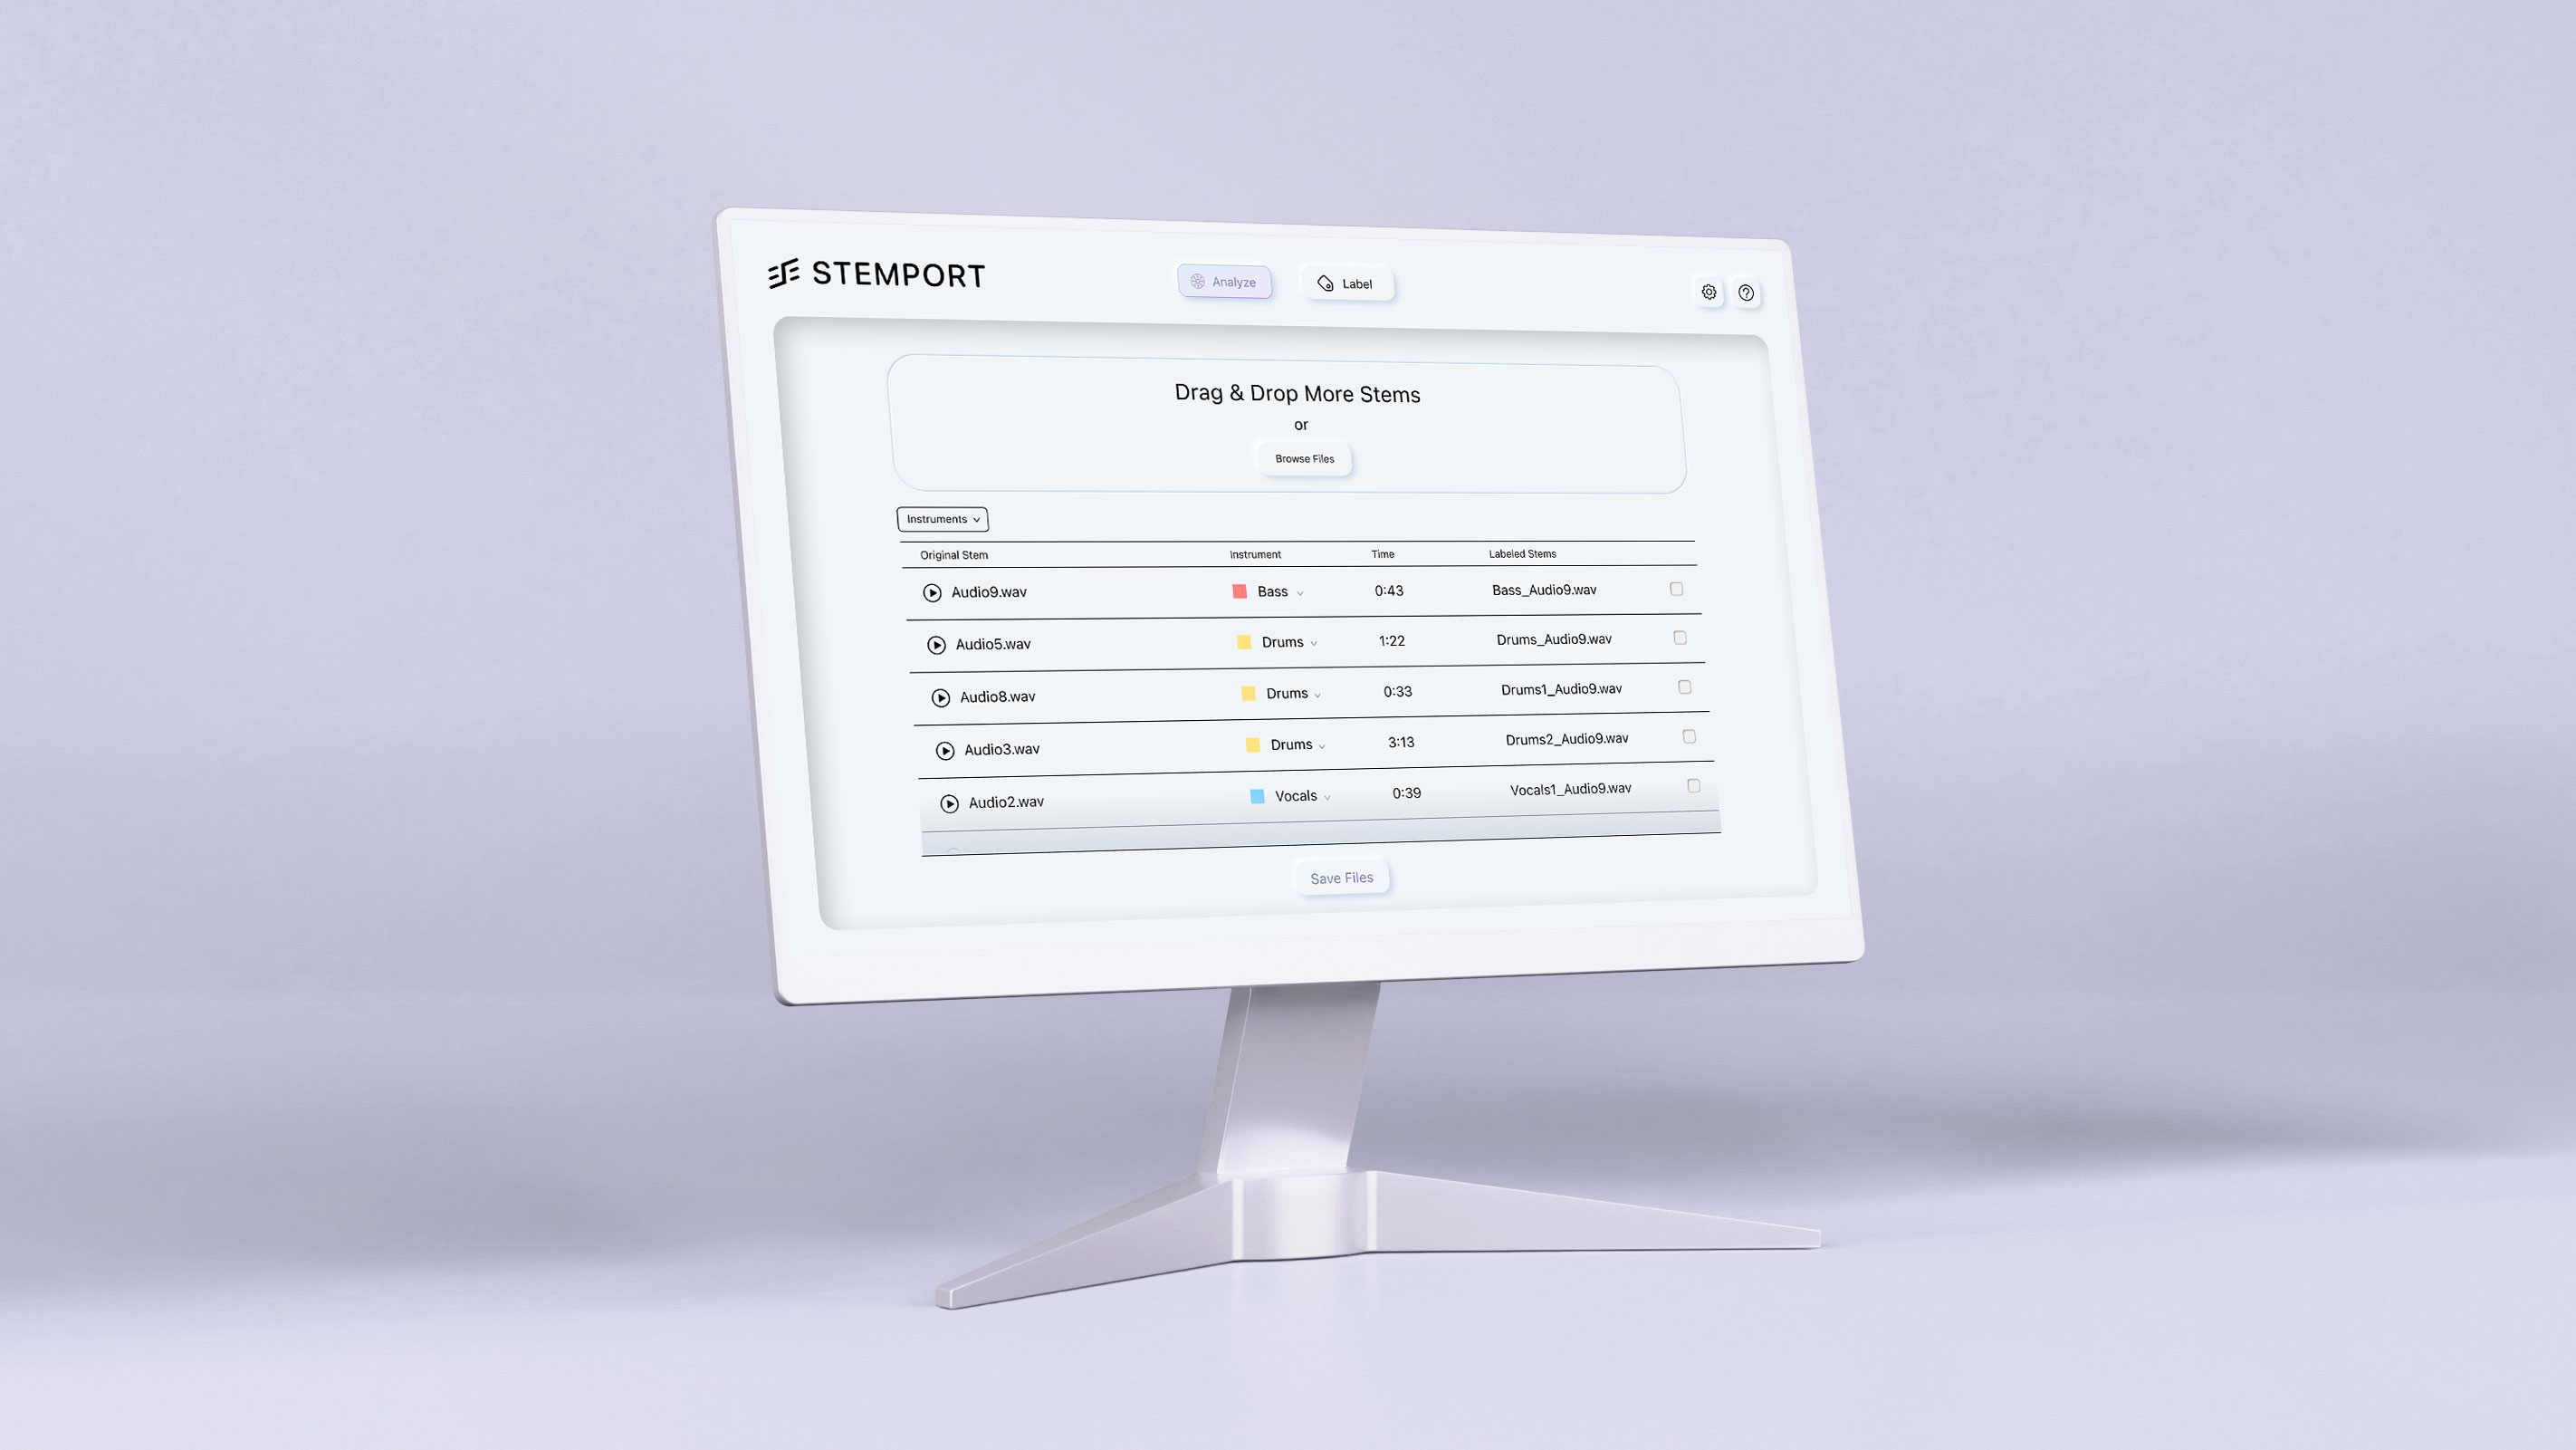 STEMPORT
Analyze
Label
Drag & Drop More Stems
or
Browse Files
Instruments
Original Stem Instrument Time Labeled Stems
Audio9.wav Bass 0:43 Bass_Audio9.wav
Audio5.wav Drums 1:22 Drums_Audio9.wav
Audio8.wav Drums 0:33 Drums1_Audio9.wav
Audio3.wav Drums 3:13 Drums2_Audio9.wav
Audio2.wav Vocals 0:39 Vocals1_Audio9.wav
Save Files